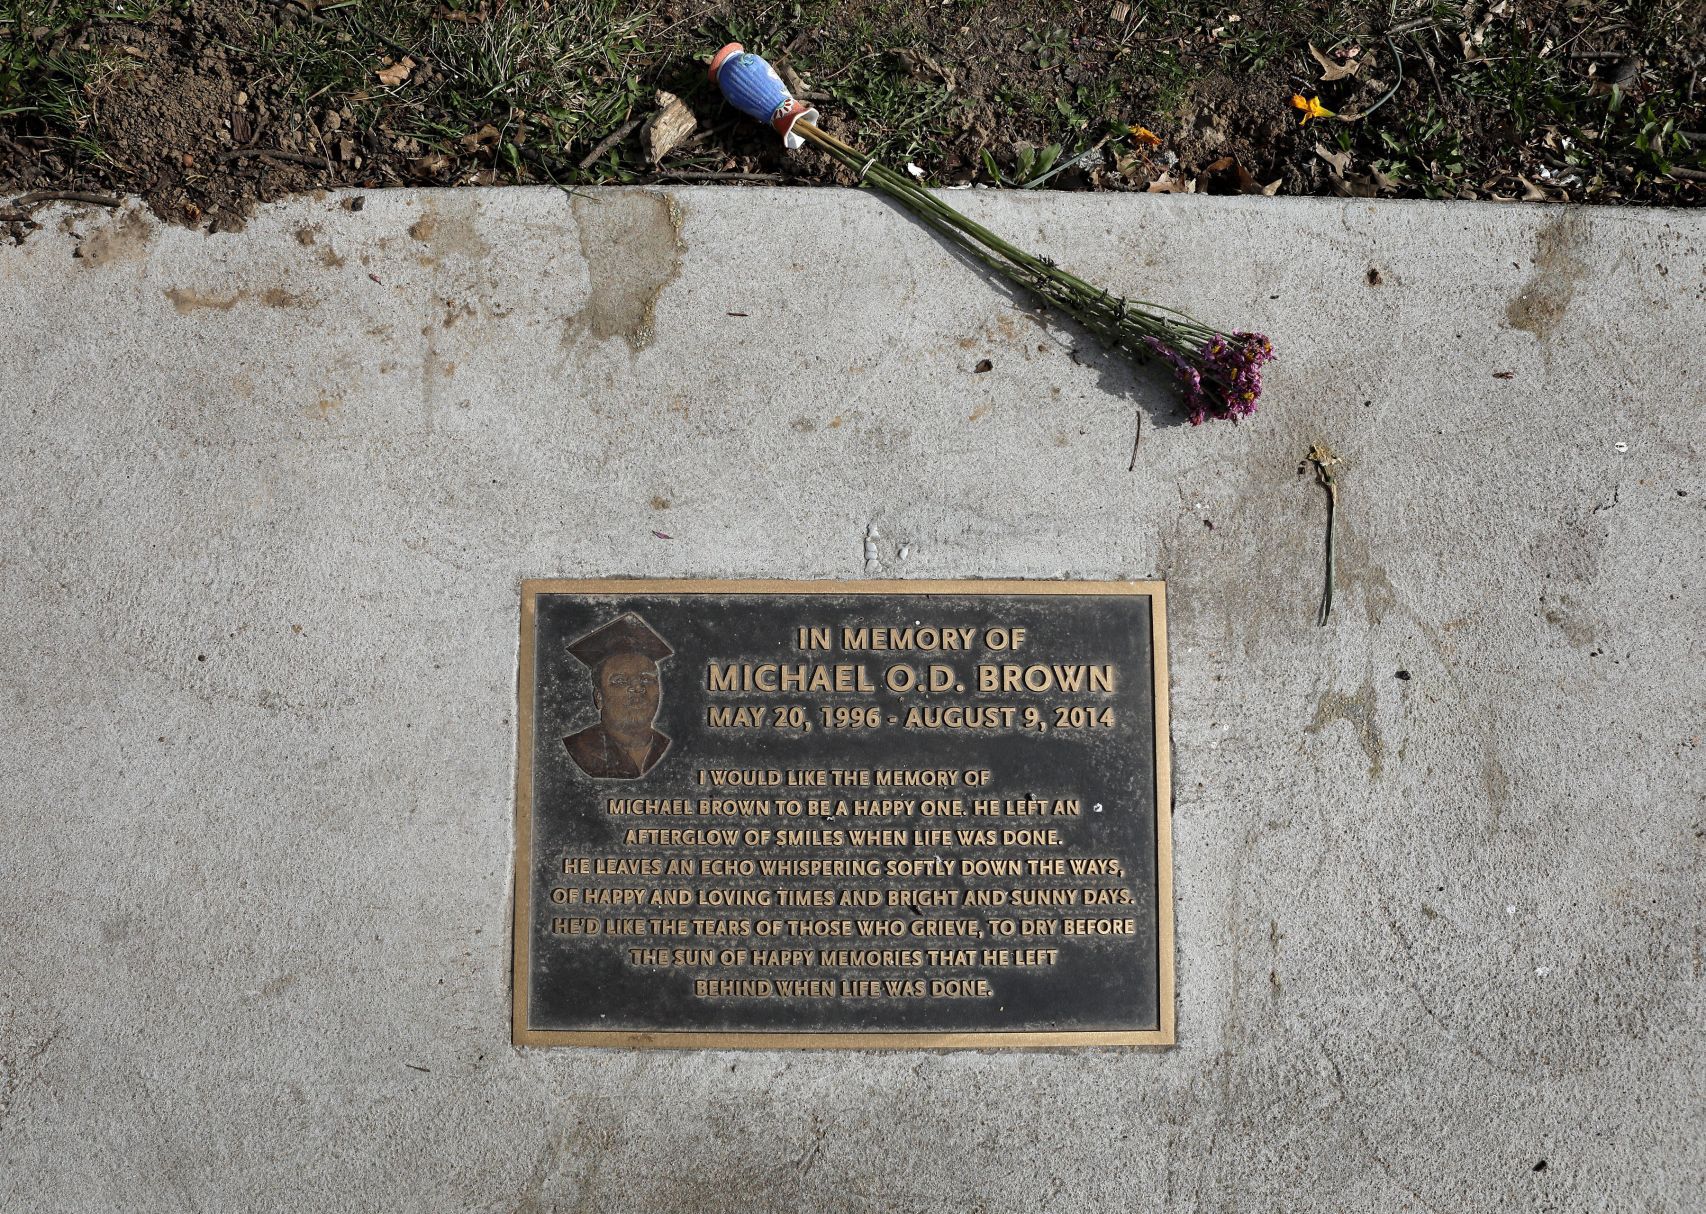 IN MEMORY OF
MICHAEL O.D. BROWN
MAY 20, 1996 - AUGUST 9, 2014
I WOULD LIKE THE MEMORY OF
MICHAEL BROWN TO BE A HAPPY ONE. HE LEFT AN
AFTERGLOW OF SMILES WHEN LIFE WAS DONE.
HE LEAVES AN ECHO WHISPERING SOFTLY DOWN THE WAYS,
OF HAPPY AND LOVING TIMES AND BRIGHT AND SUNNY DAYS.
HE'D LIKE THE TEARS OF THOSE WHO GRIEVE, TO DRY BEFORE
THE SUN OF HAPPY MEMORIES THAT HE LEFT
BEHIND WHEN LIFE WAS DONE.